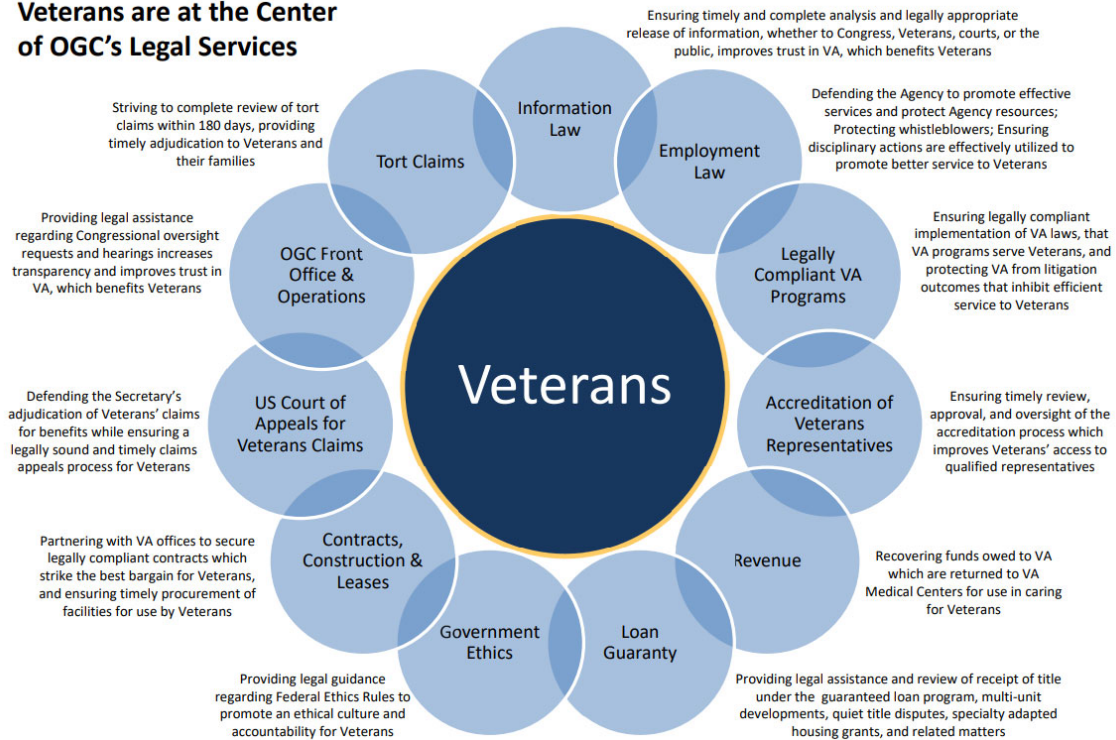 Veterans are at the Center
of OGC's Legal Services
Information
Law
Ensuring timely and complete analysis and legally appropriate
release of information, whether to Congress, Veterans, courts, or the
public, improves trust in VA, which benefits Veterans
Employment
Law
Defending the Agency to promote effective
services and protect Agency resources;
Protecting whistleblowers; Ensuring
disciplinary actions are effectively utilized to
promote better service to Veterans
Legally
Compliant VA
Programs
Ensuring legally compliant
implementation of VA laws, that
VA programs serve Veterans, and
protecting VA from litigation
outcomes that inhibit efficient
service to Veterans
Accreditation of
Veterans
Representatives
Ensuring timely review,
approval, and oversight of the
accreditation process which
improves Veterans' access to
qualified representatives
Revenue
Recovering funds owed to VA
which are returned to VA
Medical Centers for use in caring
for Veterans
Loan
Guaranty
Providing legal assistance and review of receipt of title
under the guaranteed loan program, multi-unit
developments, quiet title disputes, specialty adapted
housing grants, and related matters
Government
Ethics
Providing legal guidance
regarding Federal Ethics Rules to
promote an ethical culture and
accountability for Veterans
Contracts,
Construction &
Leases
Partnering with VA offices to secure
legally compliant contracts which
strike the best bargain for Veterans,
and ensuring timely procurement of
facilities for use by Veterans
US Court of
Appeals for
Veterans Claims
Defending the Secretary's
adjudication of Veterans' claims
for benefits while ensuring a
legally sound and timely claims
appeals process for Veterans
OGC Front
Office &
Operations
Providing legal assistance
regarding Congressional oversight
requests and hearings increases
transparency and improves trust in
VA, which benefits Veterans
Tort Claims
Striving to complete review of tort
claims within 180 days, providing
timely adjudication to Veterans and
their families
Veterans